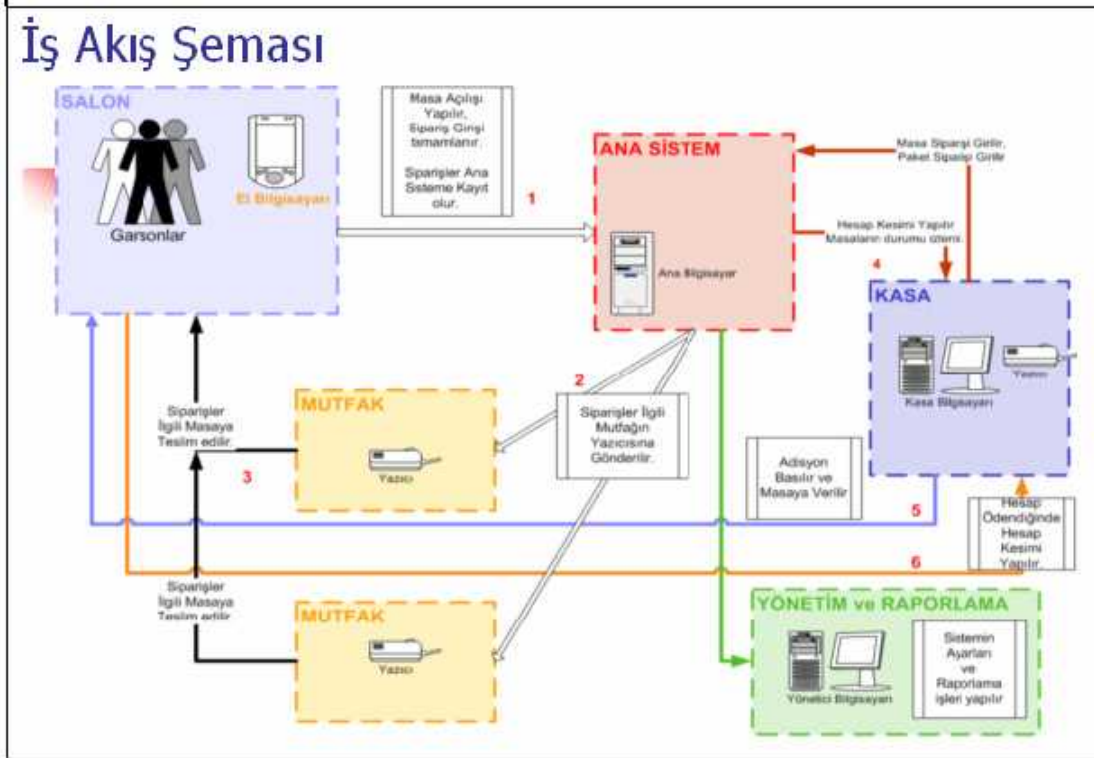 İş Akış Şeması
SALON
El Bilgisayarı
Garsonlar
Masa Açılışı
Yapılır,
Sipariş Girişi
tamamlanır.
Siparişler Ana
Sisteme Kayıt
olur.
1
ANA SİSTEM
Ana Bilgisayar
Masa Siparişi Girilir,
Paket Siparişi Girilir
Hesap Kesimi Yapılır
Masaların durumu izlenir.
4
KASA
Yazıcı
Kasa Bilgisayarı
2
Siparişler İlgili
Mutfağın
Yazıcısına
Gönderilir.
MUTFAK
Yazıcı
Siparişler
İlgili Masaya
Teslim edilir.
3
Adisyon
Basılır ve
Masaya Verilir
5
Hesap
Ödendiğinde
Hesap
Kesimi
Yapılır.
6
Siparişler
İlgili Masaya
Teslim edilir
MUTFAK
Yazıcı
YÖNETİM ve RAPORLAMA
Yönetici Bilgisayarı
Sistemin
Ayarları
ve
Raporlama
işleri yapılır